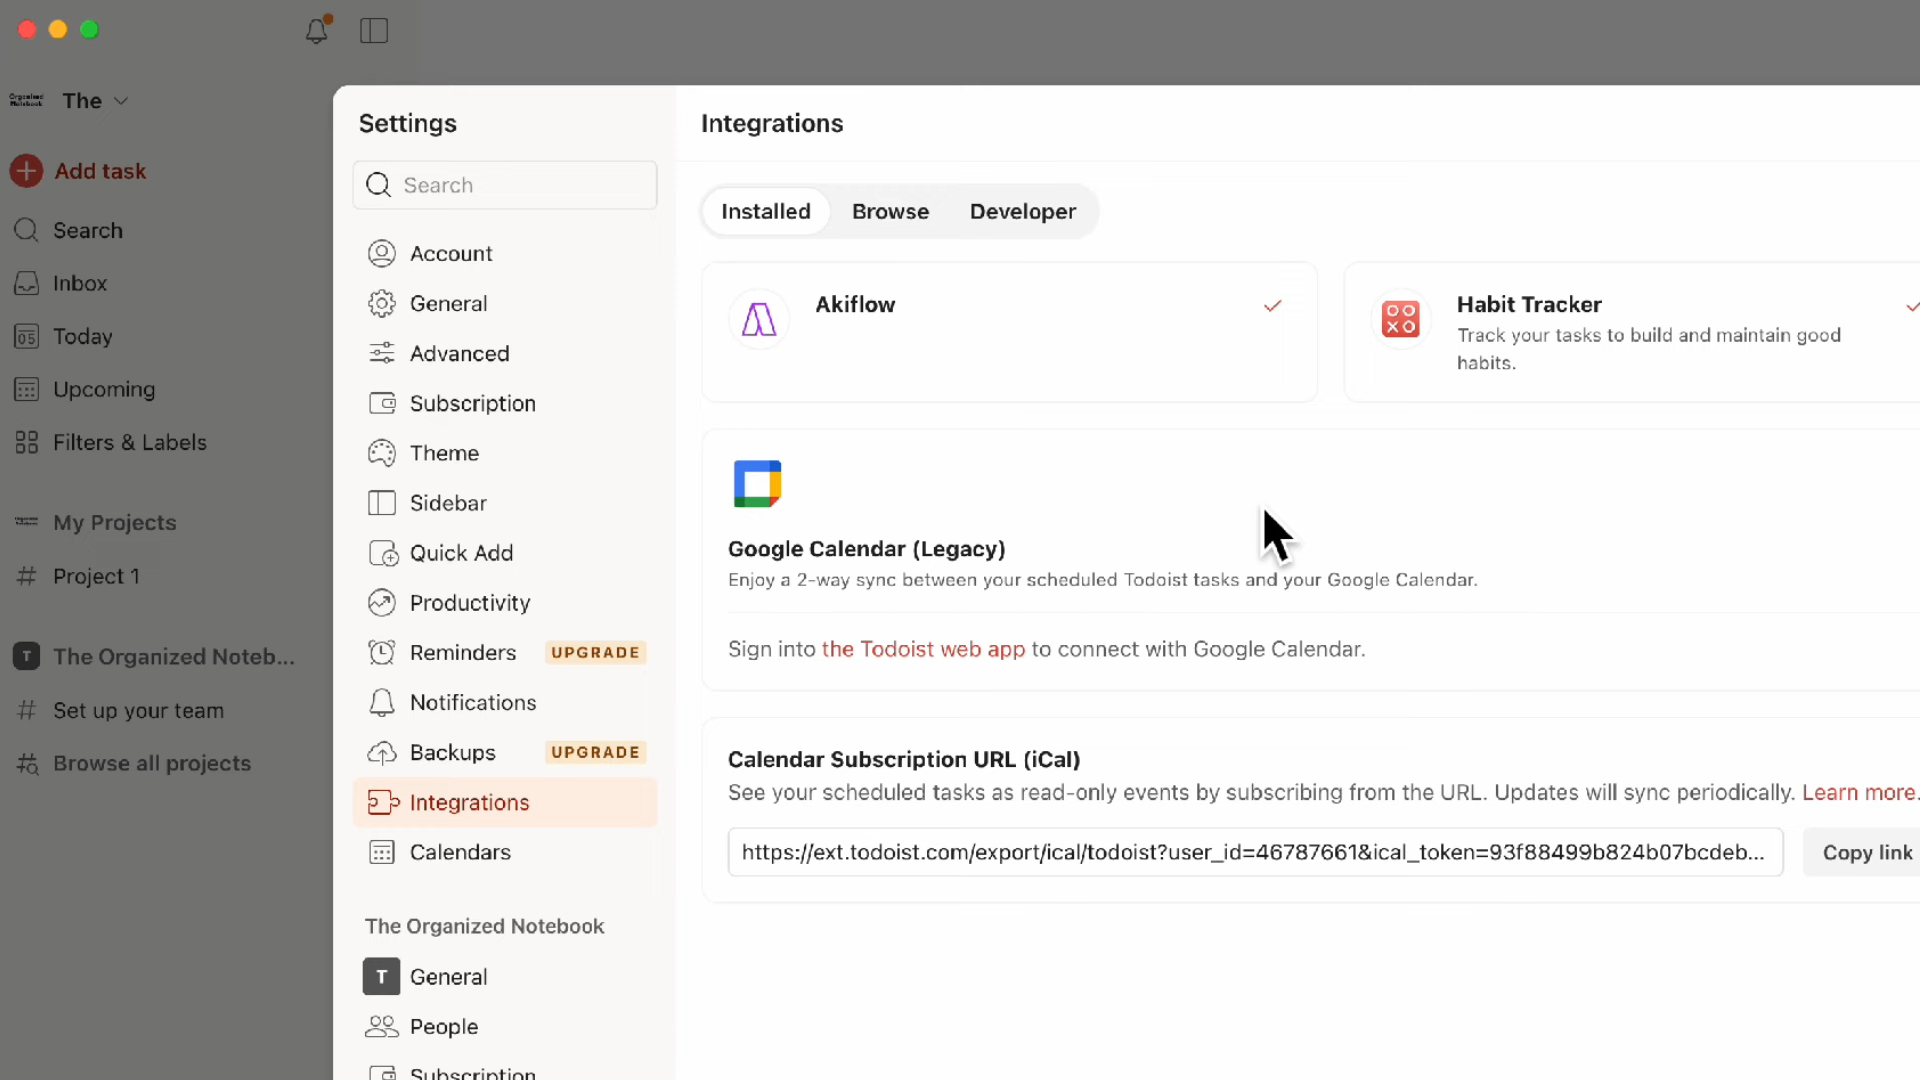 The
Add task
Search
Inbox
05
Today
Upcoming
Filters & Labels
My Projects
# Project 1
T The Organized Noteb...
# Set up your team
Browse all projects
Settings
Search
Account
General
Advanced
Subscription
Theme
Sidebar
Quick Add
Productivity
Reminders UPGRADE
Notifications
Backups UPGRADE
Integrations
Calendars
The Organized Notebook
T General
People
Subscription
Integrations
Installed Browse Developer
Akiflow
Habit Tracker
Track your tasks to build and maintain good
habits.
Google Calendar (Legacy)
Enjoy a 2-way sync between your scheduled Todoist tasks and your Google Calendar.
Sign into the Todoist web app to connect with Google Calendar.
Calendar Subscription URL (iCal)
See your scheduled tasks as read-only events by subscribing from the URL. Updates will sync periodically. Learn more.
https://ext.todoist.com/export/ical/todoist?user_id=46787661&ical_token=93f88499b824b07bcdeb...
Copy link